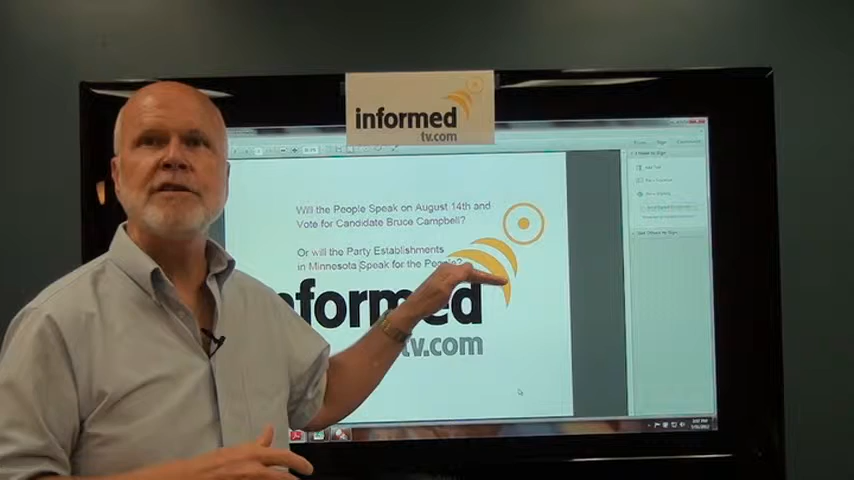 informed
tv.com
Will the People Speak on August 14th and
Vote for Candidate Bruce Campbell?
Or will the Party Establishments
in Minnesota Speak for the People?
informed
tv.com